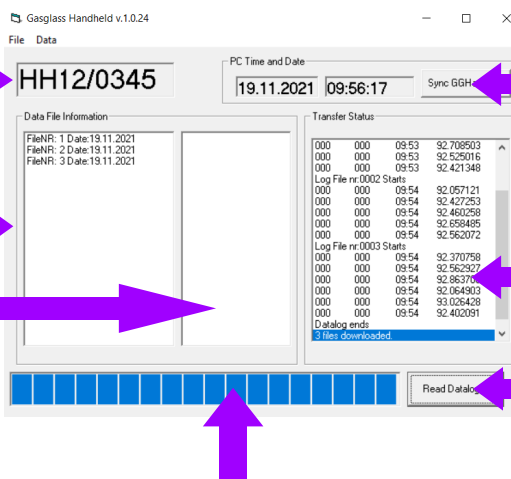 Gasglass Handheld v.1.0.24
File Data
HH12/0345
PC Time and Date
19.11.2021 09:56:17
Sync GGH
Data File Information
FileNR: 1 Date:19.11.2021
FileNR: 2 Date:19.11.2021
FileNR: 3 Date:19.11.2021
Transfer Status
000 000 09:53 92.708503
000 000 09:53 92.525016
000 000 09:53 92.421348
Log File nr:0002 Starts
000 000 09:54 92.057121
000 000 09:54 92.427253
000 000 09:54 92.460258
000 000 09:54 92.658485
000 000 09:54 92.562072
Log File nr:0003 Starts
000 000 09:54 92.370758
000 000 09:54 92.562927
000 000 09:54
000 000 09:54 92.064903
000 000 09:54 93.026428
000 000 09:54 92.402091
Datalog ends
3 files downloaded.
Read Datalog